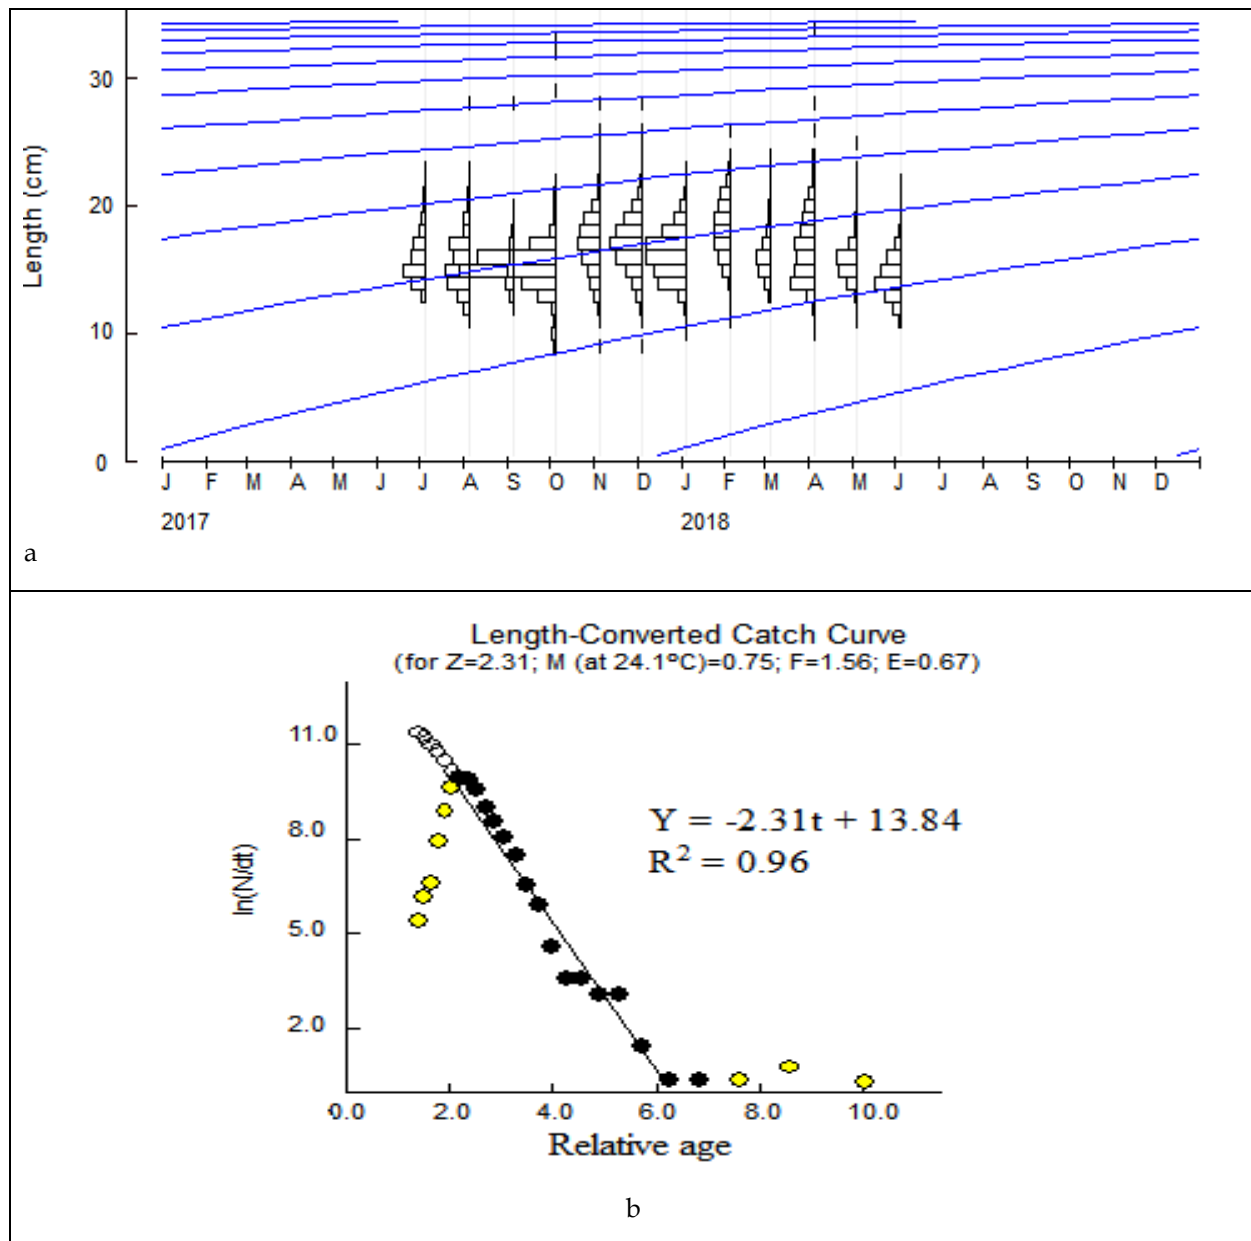 30
20
10
0
Length (cm)
J F M A M J J A S O N D J F M A M J J A S O N D
2017 2018
a
Length-Converted Catch Curve
(for Z=2.31; M (at 24.1ºC)=0.75; F=1.56; E=0.67)
11.0
8.0
5.0
2.0
ln(N/dt)
Y = -2.31t + 13.84
R² = 0.96
0.0 2.0 4.0 6.0 8.0 10.0
Relative age
b